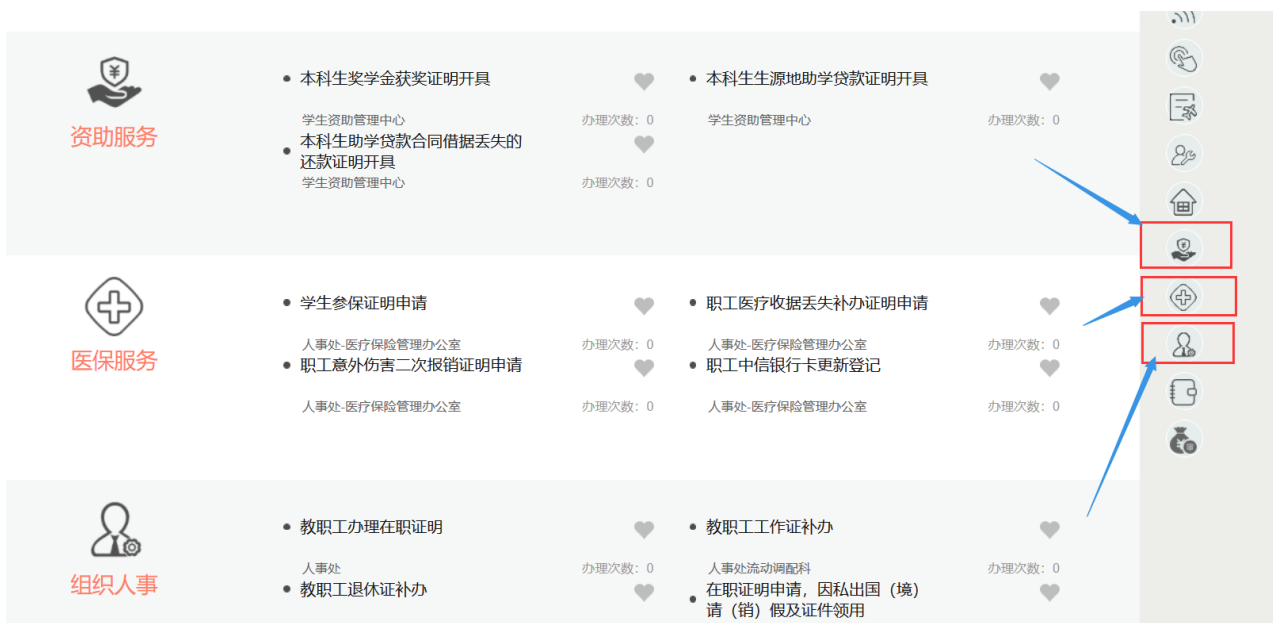 本科生奖学金获奖证明开具
本科生生源地助学贷款证明开具
学生资助管理中心
办理次数：0
学生资助管理中心
办理次数：0
资助服务
本科生助学贷款合同借据丢失的
还款证明开具
学生资助管理中心
办理次数：0
学生参保证明申请
职工医疗收据丢失补办证明申请
人事处-医疗保险管理办公室
办理次数：0
人事处-医疗保险管理办公室
办理次数：0
医保服务
职工意外伤害二次报销证明申请
职工中信银行卡更新登记
人事处-医疗保险管理办公室
办理次数：0
人事处-医疗保险管理办公室
办理次数：0
教职工办理在职证明
教职工工作证补办
人事处
办理次数：0
人事处流动调配科
办理次数：0
组织人事
教职工退休证补办
在职证明申请，因私出国（境）
请（销）假及证件领用